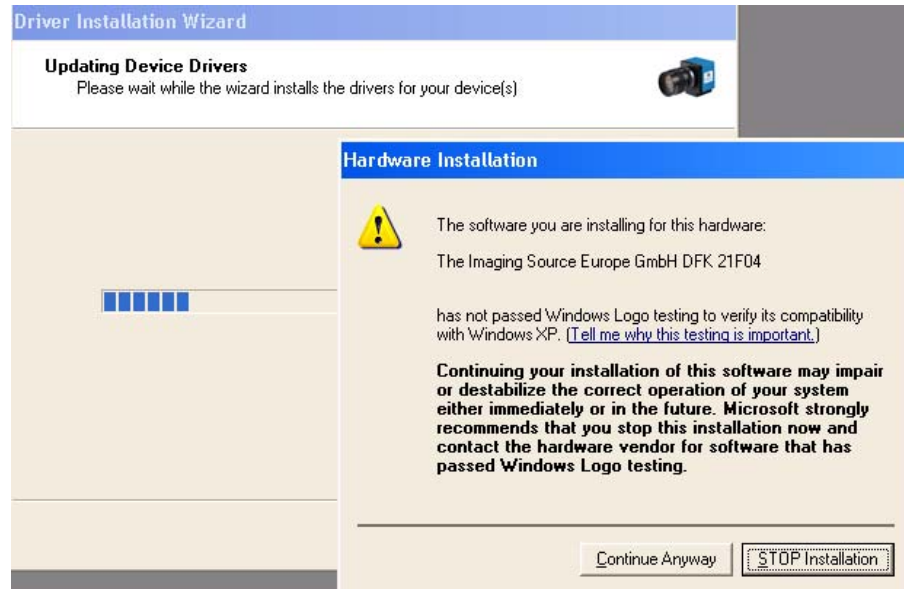 Driver Installation Wizard
Updating Device Drivers
Please wait while the wizard installs the drivers for your device(s)
Hardware Installation
The software you are installing for this hardware:
The Imaging Source Europe GmbH DFK 21F04
has not passed Windows Logo testing to verify its compatibility
with Windows XP. (Tell me why this testing is important.)
Continuing your installation of this software may impair
or destabilize the correct operation of your system
either immediately or in the future. Microsoft strongly
recommends that you stop this installation now and
contact the hardware vendor for software that has
passed Windows Logo testing.
Continue Anyway STOP Installation